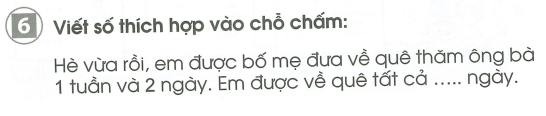 6 Viết số thích hợp vào chỗ chấm:
Hè vừa rồi, em được bố mẹ đưa về quê thăm ông bà
1 tuần và 2 ngày. Em được về quê tất cả ..... ngày.